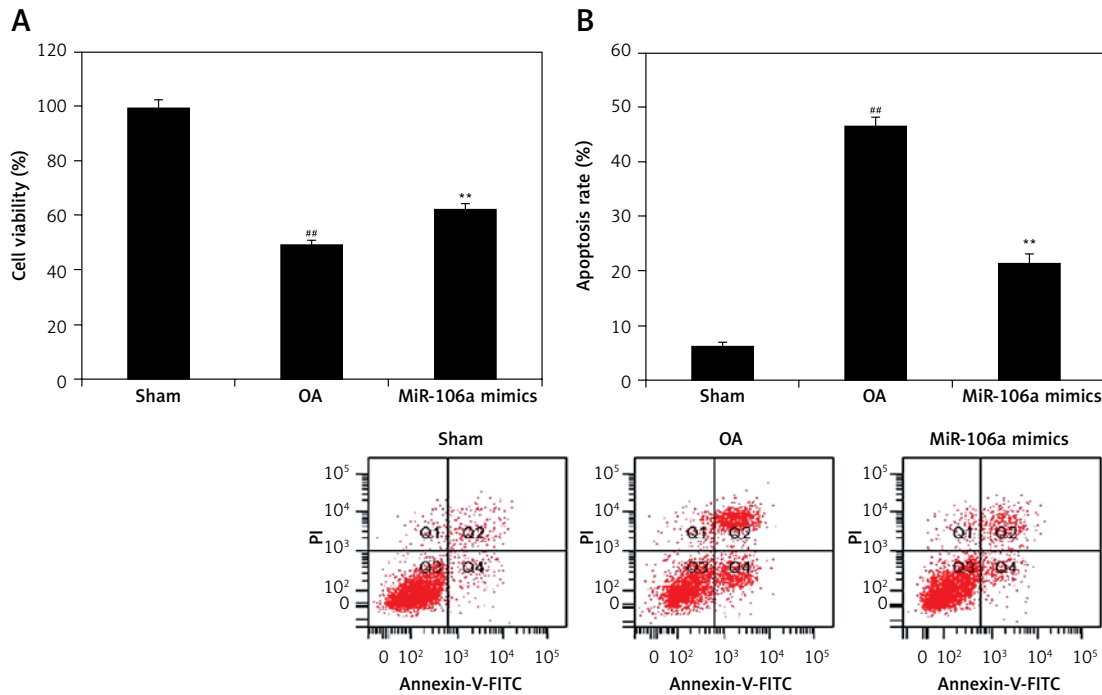 A
Cell viability (%)
120
100
80
60
40
20
0
##
**
Sham OA MiR-106a mimics
B
Apoptosis rate (%)
60
50
40
30
20
10
0
##
**
Sham OA MiR-106a mimics
Sham
PI
10⁵
10⁴
10³
10²
0
Q1 Q2
Q3 Q4
0 10² 10³ 10⁴ 10⁵
Annexin-V-FITC
OA
PI
10⁵
10⁴
10³
10²
0
Q1 Q2
Q3 Q4
0 10² 10³ 10⁴ 10⁵
Annexin-V-FITC
MiR-106a mimics
PI
10⁵
10⁴
10³
10²
0
Q1 Q2
Q3 Q4
0 10² 10³ 10⁴ 10⁵
Annexin-V-FITC